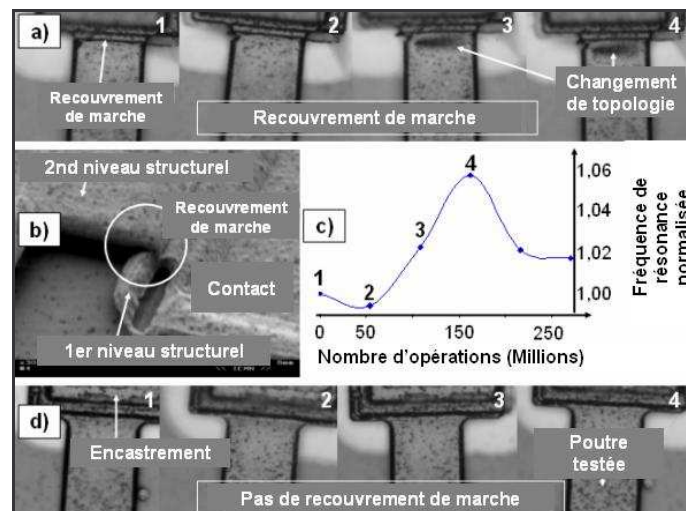 a)
1
2
3
4
Recouvrement
de marche
Recouvrement de marche
Changement
de topologie
2nd niveau structurel
b)
Recouvrement
de marche
Contact
1er niveau structurel
c)
1
2
3
4
1,06
1,04
1,02
1,00
0
50
150
250
Fréquence de
résonance
normalisée
Nombre d'opérations (Millions)
d)
1
2
3
4
Encastrement
Poutre
testée
Pas de recouvrement de marche